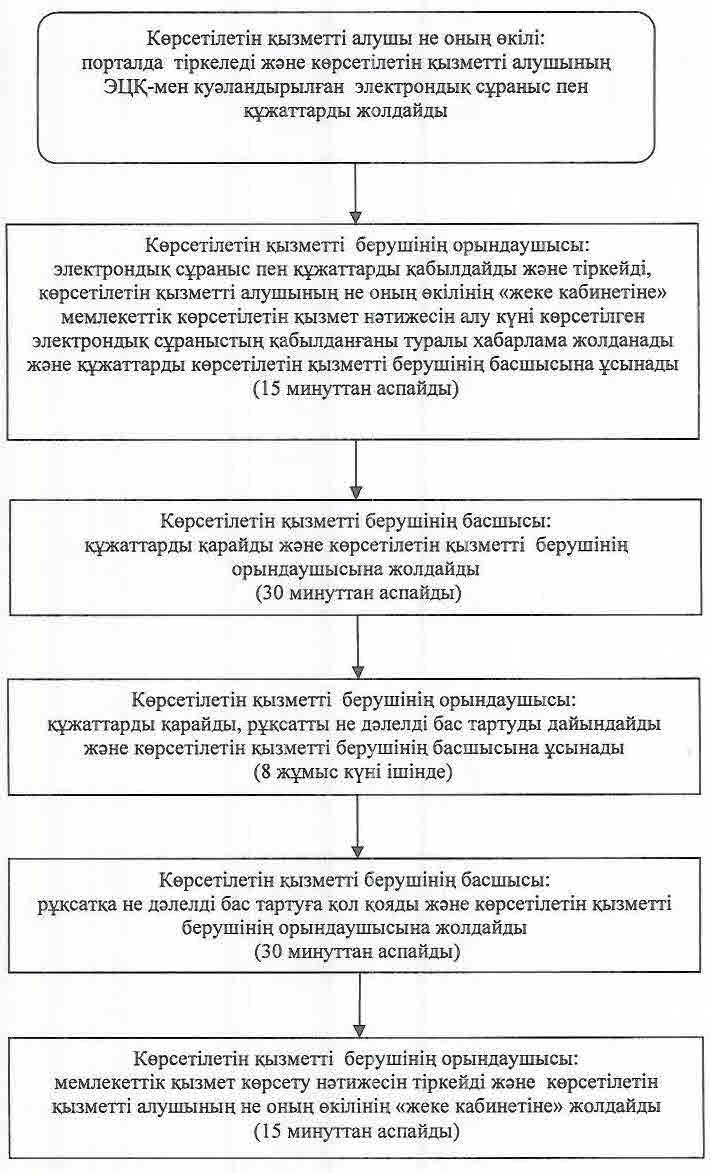 Көрсетілетін қызметті алушы не оның өкілі:
порталда тіркеледі және көрсетілетін қызметті алушының
ЭЦҚ-мен куәландырылған электрондық сұраныс пен
құжаттарды жолдайды
Көрсетілетін қызметті берушінің орындаушысы:
электрондық сұраныс пен құжаттарды қабылдайды және тіркейді,
көрсетілетін қызметті алушының не оның өкілінің «жеке кабинетіне»
мемлекеттік көрсетілетін қызмет нәтижесін алу күні көрсетілген
электрондық сұраныстың қабылданғаны туралы хабарлама жолданады
және құжаттарды көрсетілетін қызметті берушінің басшысына ұсынады
(15 минуттан аспайды)
Көрсетілетін қызметті берушінің басшысы:
құжаттарды қарайды және көрсетілетін қызметті берушінің
орындаушысына жолдайды
(30 минуттан аспайды)
Көрсетілетін қызметті берушінің орындаушысы:
құжаттарды қарайды, рұқсатты не дәлелді бас тартуды дайындайды
және көрсетілетін қызметті берушінің басшысына ұсынады
(8 жұмыс күні ішінде)
Көрсетілетін қызметті берушінің басшысы:
рұқсатқа не дәлелді бас тартуға қол қояды және көрсетілетін қызметті
берушінің орындаушысына жолдайды
(30 минуттан аспайды)
Көрсетілетін қызметті берушінің орындаушысы:
мемлекеттік қызмет көрсету нәтижесін тіркейді және көрсетілетін
қызметті алушының не оның өкілінің «жеке кабинетіне» жолдайды
(15 минуттан аспайды)